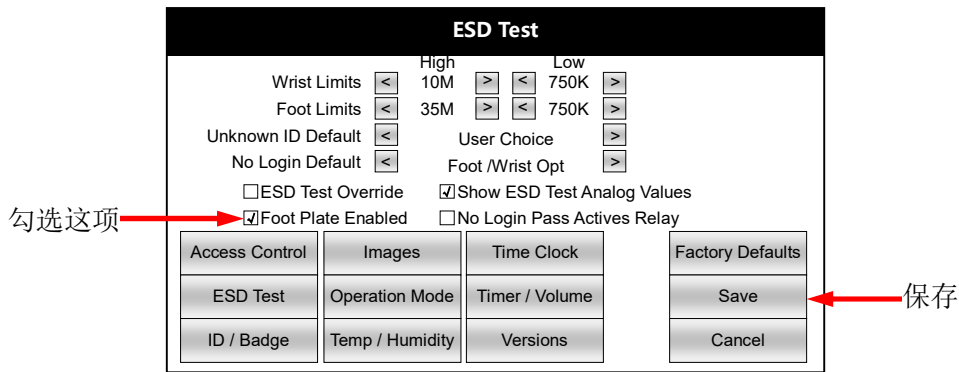 ESD Test
High Low
Wrist Limits < 10M > < 750K >
Foot Limits < 35M > < 750K >
Unknown ID Default < User Choice >
No Login Default < Foot /Wrist Opt >
ESD Test Override Show ESD Test Analog Values
勾选这项 Foot Plate Enabled No Login Pass Actives Relay
Access Control Images Time Clock Factory Defaults
ESD Test Operation Mode Timer / Volume Save 保存
ID / Badge Temp / Humidity Versions Cancel